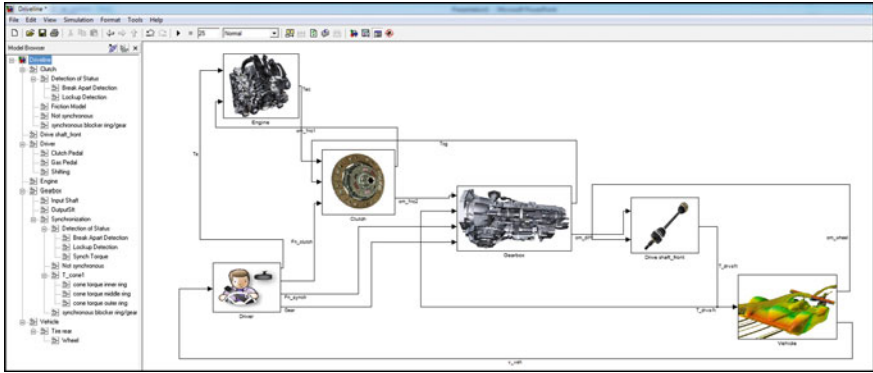 Driveline *
File Edit View Simulation Format Tools Help
25
Normal
Model Browser
Driveline
Clutch
Detection of Status
Break Apart Detection
Lockup Detection
Friction Model
Not synchronous
synchronous blocker ring/gear
Drive shaft_front
Driver
Clutch Pedal
Gas Pedal
Shifting
Engine
Gearbox
Input Shaft
OutputSft
Synchronization
Detection of Status
Break Apart Detection
Lockup Detection
Synch Torque
Not synchronous
T_cone1
cone torque inner ring
cone torque middle ring
cone torque outer ring
synchronous blocker ring/gear
Vehicle
Tire rear
Wheel
Engine
Clutch
Gearbox
Drive shaft_front
Driver
Vehicle
Te
Tcg
om_fric1
om_fric2
Fn_clutch
Fn_synch
Gear
om_wheel
v_veh